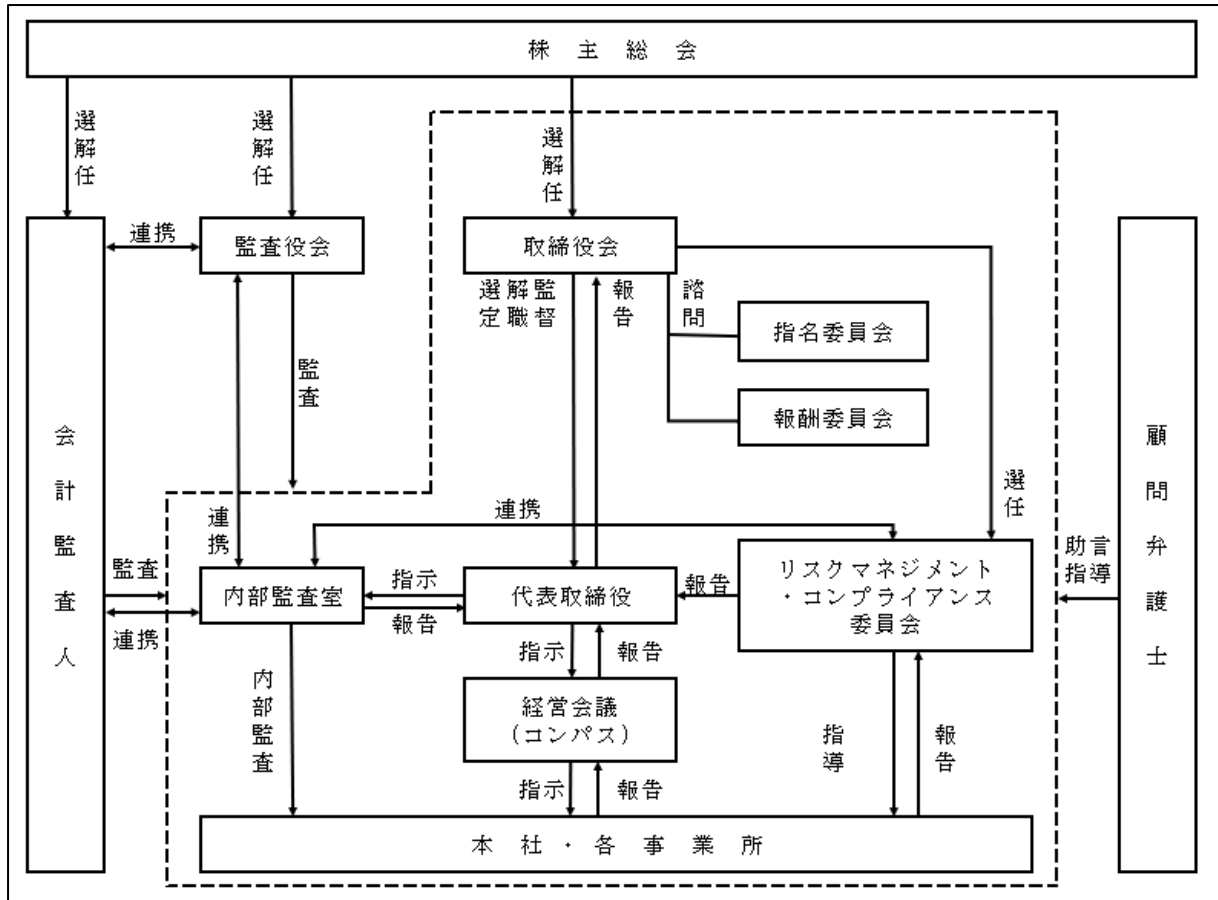 株主総会
選解任
選解任
選解任
連携
監査役会
取締役会
選解監
定職督
報告
諮問
指名委員会
報酬委員会
監査
会計監査人
顧問弁護士
選任
連携
連携
監査
連携
内部監査室
指示
報告
代表取締役
報告
リスクマネジメント
・コンプライアンス
委員会
助言
指導
指示
報告
内部監査
経営会議
(コンパス)
指導
報告
指示
報告
本社・各事業所